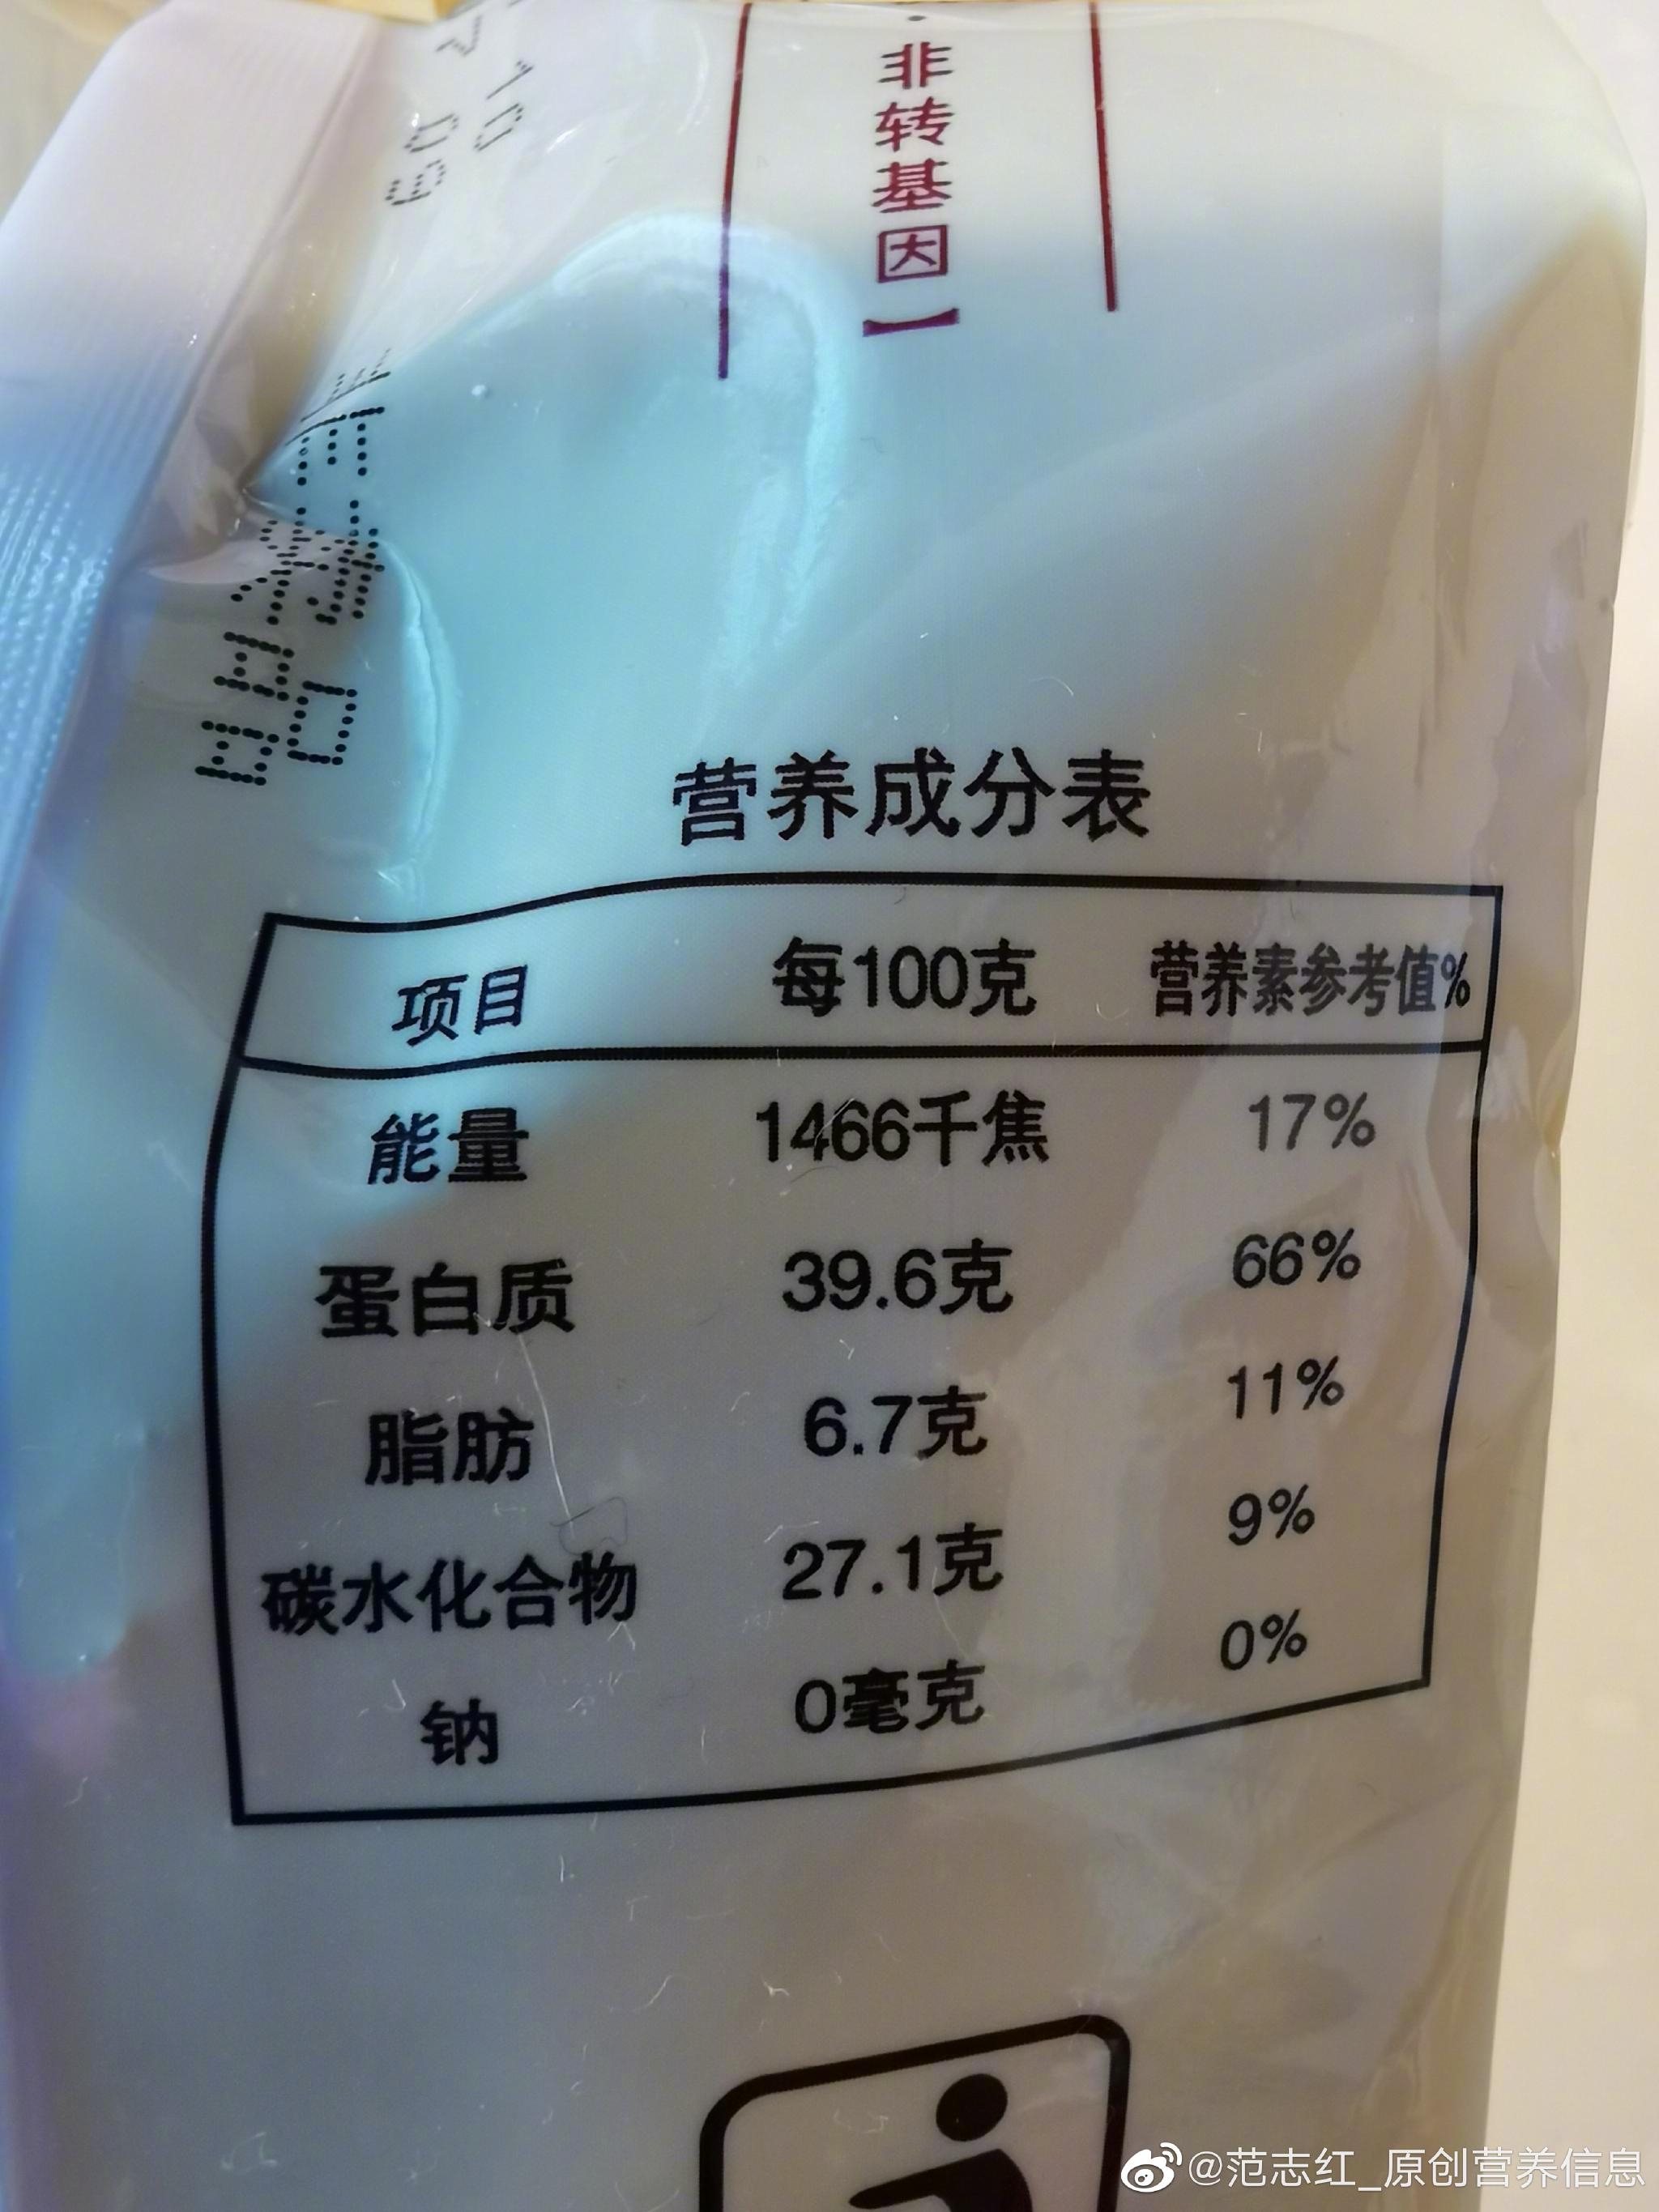 非转基因】
营养成分表
项目 每100克 营养素参考值%
能量 1466千焦 17%
蛋白质 39.6克 66%
脂肪 6.7克 11%
碳水化合物 27.1克 9%
钠 0毫克 0%
@范志红_原创营养信息